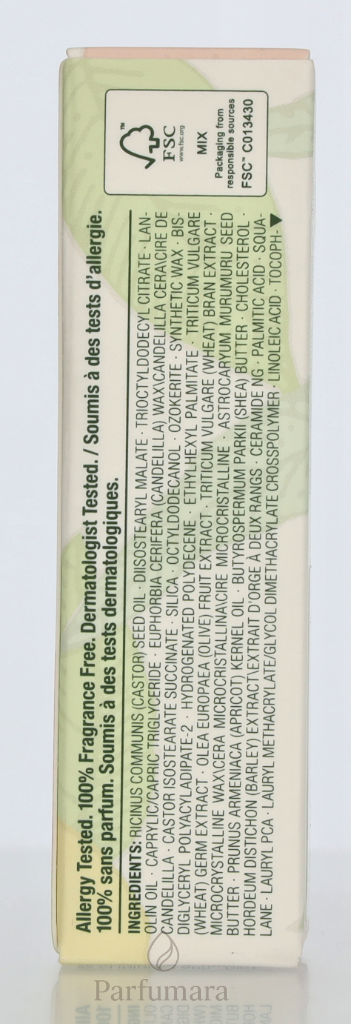 Allergy Tested. 100% Fragrance Free. Dermatologist Tested. / Soumis à des tests d'allergie.
100% sans parfum. Soumis à des tests dermatologiques.
INGREDIENTS: RICINUS COMMUNIS (CASTOR) SEED OIL · DIISOSTEARYL MALATE · TRIOCTYLDODECYL CITRATE · LAN-
OLIN OIL · CAPRYLIC/CAPRIC TRIGLYCERIDE · EUPHORBIA CERIFERA (CANDELILLA) WAX\CANDELILLA CERA\CIRE DE
CANDELILLA · CASTOR ISOSTEARATE SUCCINATE · SILICA · OCTYLDODECANOL · OZOKERITE · SYNTHETIC WAX · BIS-
DIGLYCERYL POLYACYLADIPATE-2 · HYDROGENATED POLYDECENE · ETHYLHEXYL PALMITATE · TRITICUM VULGARE
(WHEAT) GERM EXTRACT · OLEA EUROPAEA (OLIVE) FRUIT EXTRACT · TRITICUM VULGARE (WHEAT) BRAN EXTRACT ·
MICROCRYSTALLINE WAX\CERA MICROCRISTALLINA\CIRE MICROCRISTALLINE · ASTROCARYUM MURUMURU SEED
BUTTER · PRUNUS ARMENIACA (APRICOT) KERNEL OIL · BUTYROSPERMUM PARKII (SHEA) BUTTER · CHOLESTEROL ·
HORDEUM DISTICHON (BARLEY) EXTRACT\EXTRAIT D'ORGE À DEUX RANGS · CERAMIDE NG · PALMITIC ACID · SQUA-
LANE · LAURYL PCA · LAURYL METHACRYLATE/GLYCOL DIMETHACRYLATE CROSSPOLYMER · LINOLEIC ACID · TOCOPH-▼
FSC
www.fsc.org
MIX
Packaging from
responsible sources
FSC™ C013430
Parfumara